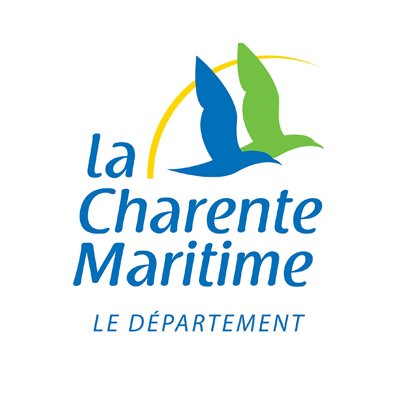 la
Charente
Maritime
LE DÉPARTEMENT